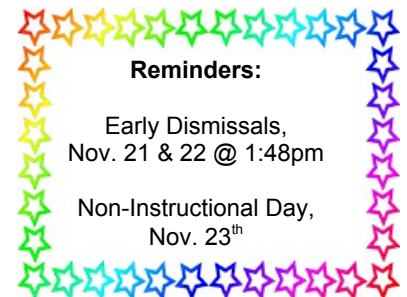 Reminders:
Early Dismissals,
Nov. 21 & 22 @ 1:48pm
Non-Instructional Day,
Nov. 23th